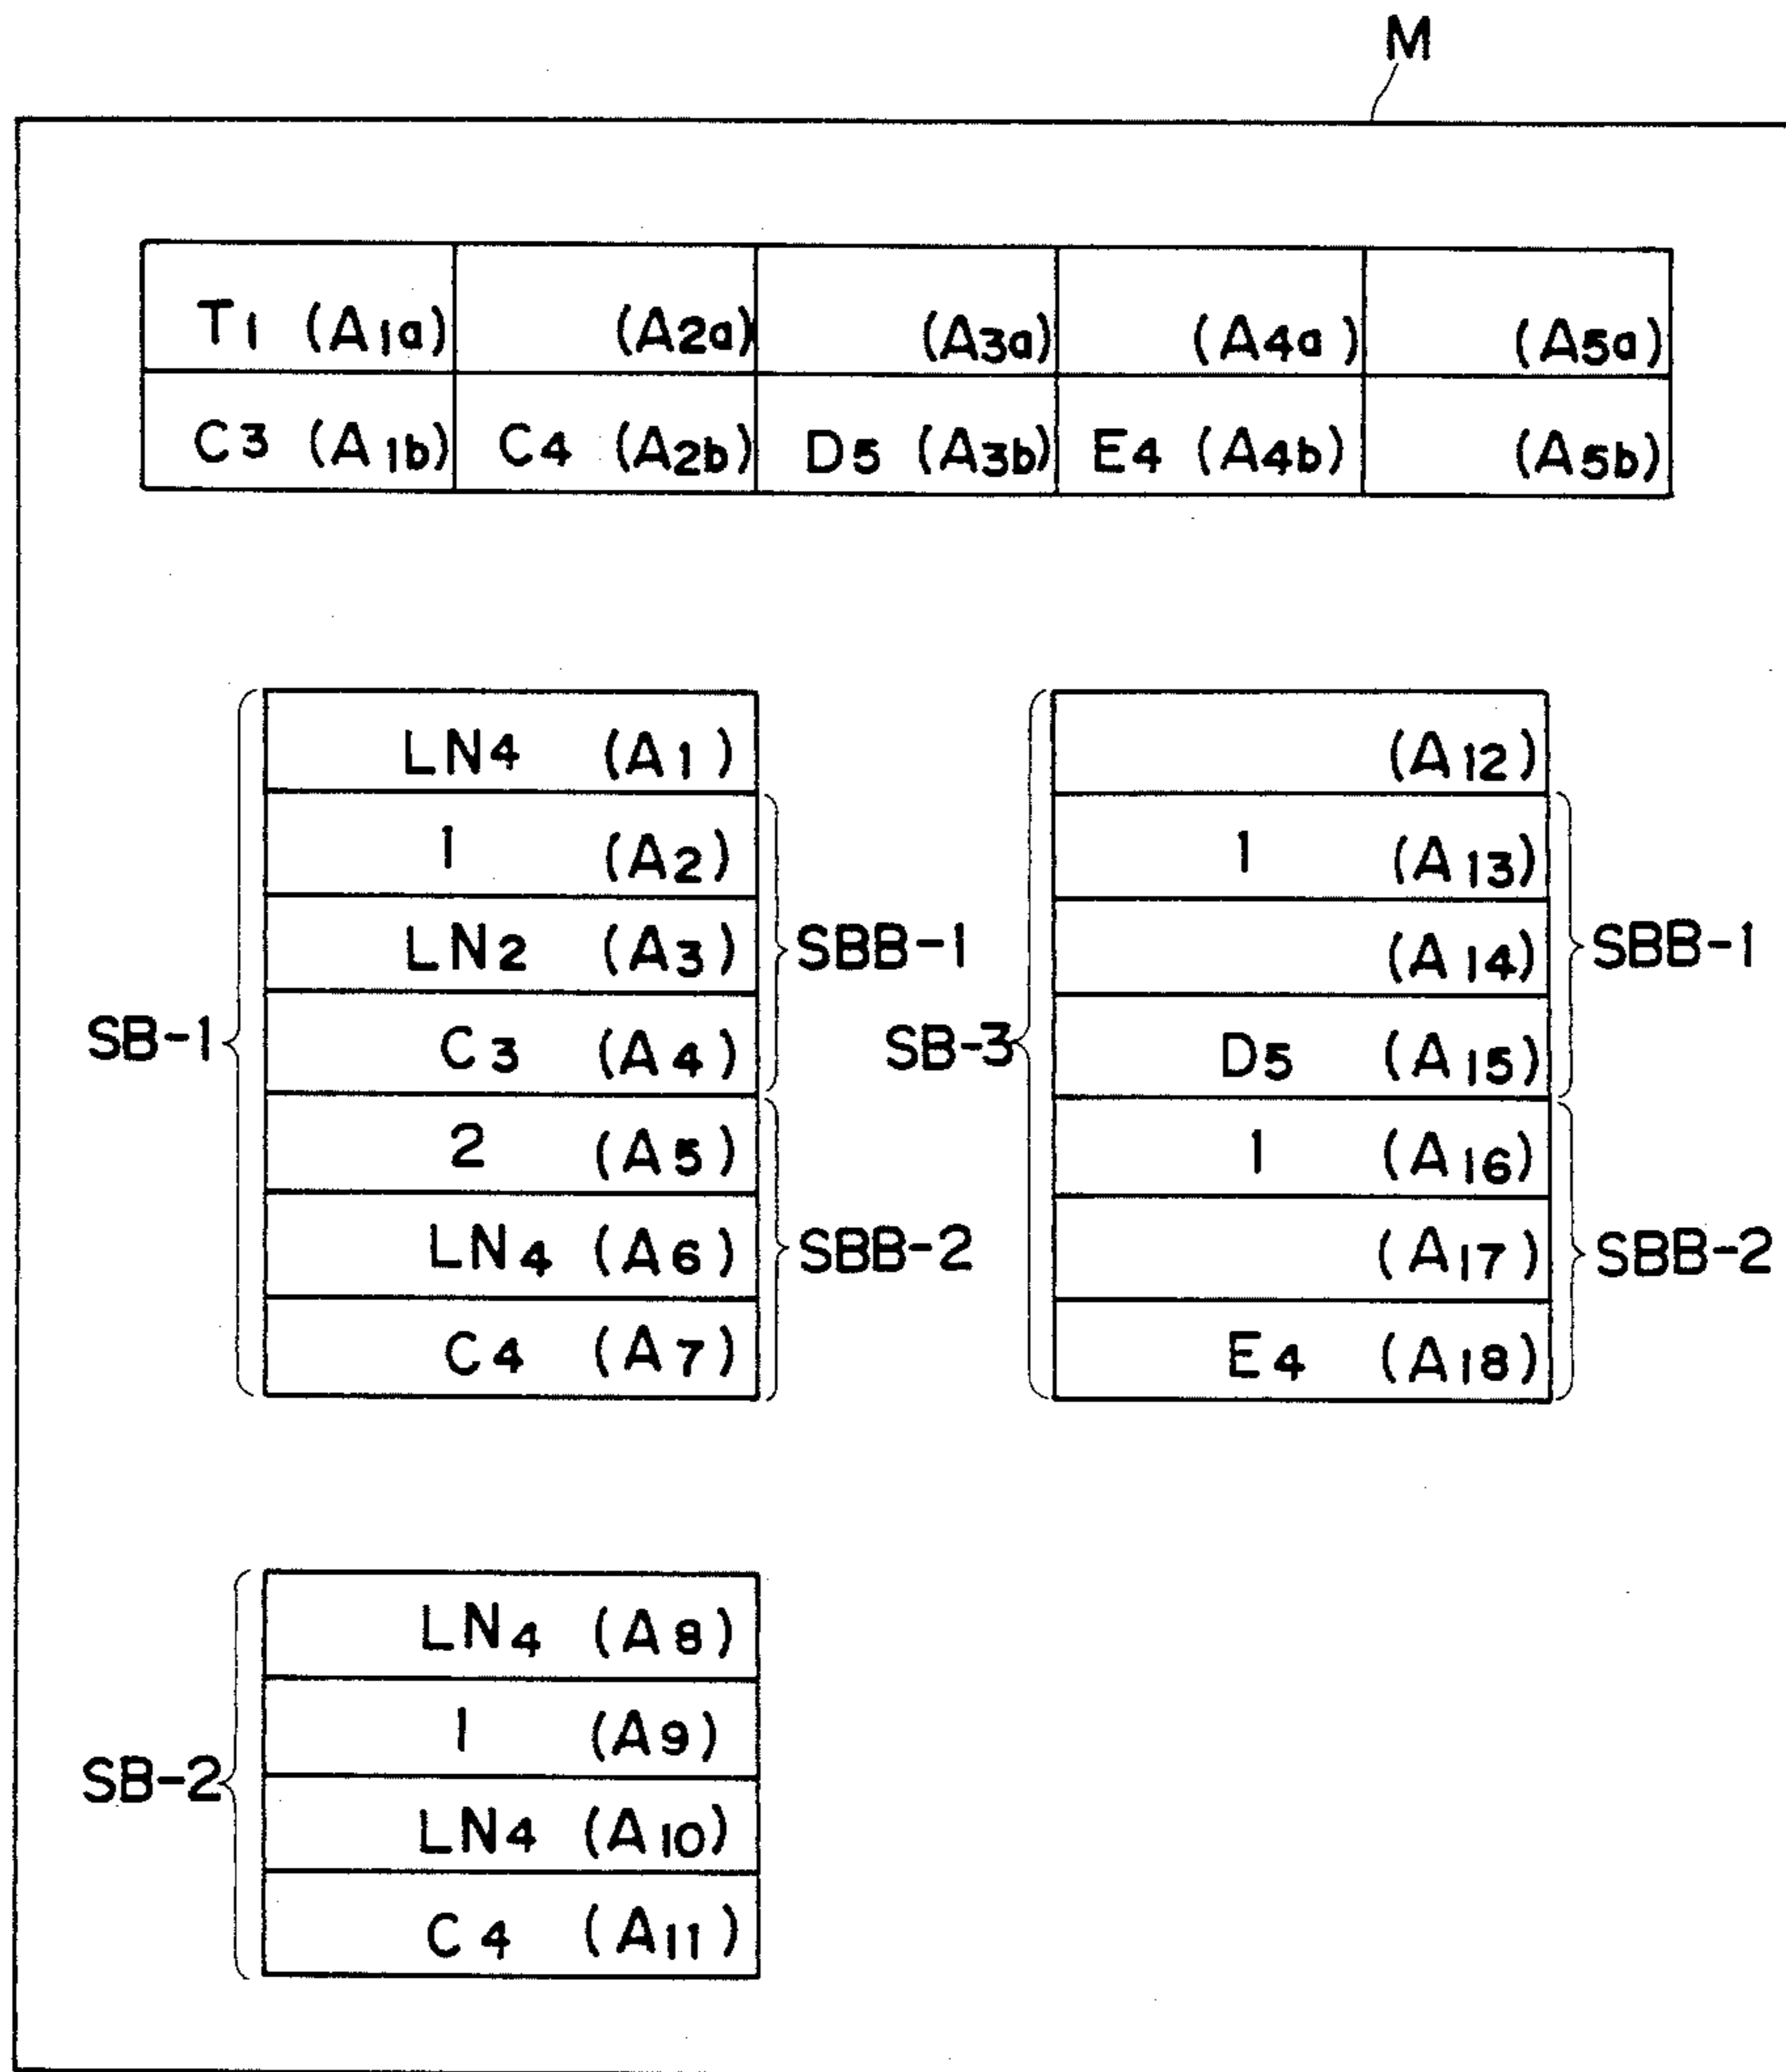 M
T1 (A1a) (A2a) (A3a) (A4a) (A5a)
C3 (A1b) C4 (A2b) D5 (A3b) E4 (A4b) (A5b)
SB-1
LN4 (A1)
1 (A2)
LN2 (A3)
C3 (A4)
2 (A5)
LN4 (A6)
C4 (A7)
SBB-1
SBB-2
SB-3
(A12)
1 (A13)
(A14)
D5 (A15)
1 (A16)
(A17)
E4 (A18)
SBB-1
SBB-2
SB-2
LN4 (A8)
1 (A9)
LN4 (A10)
C4 (A11)